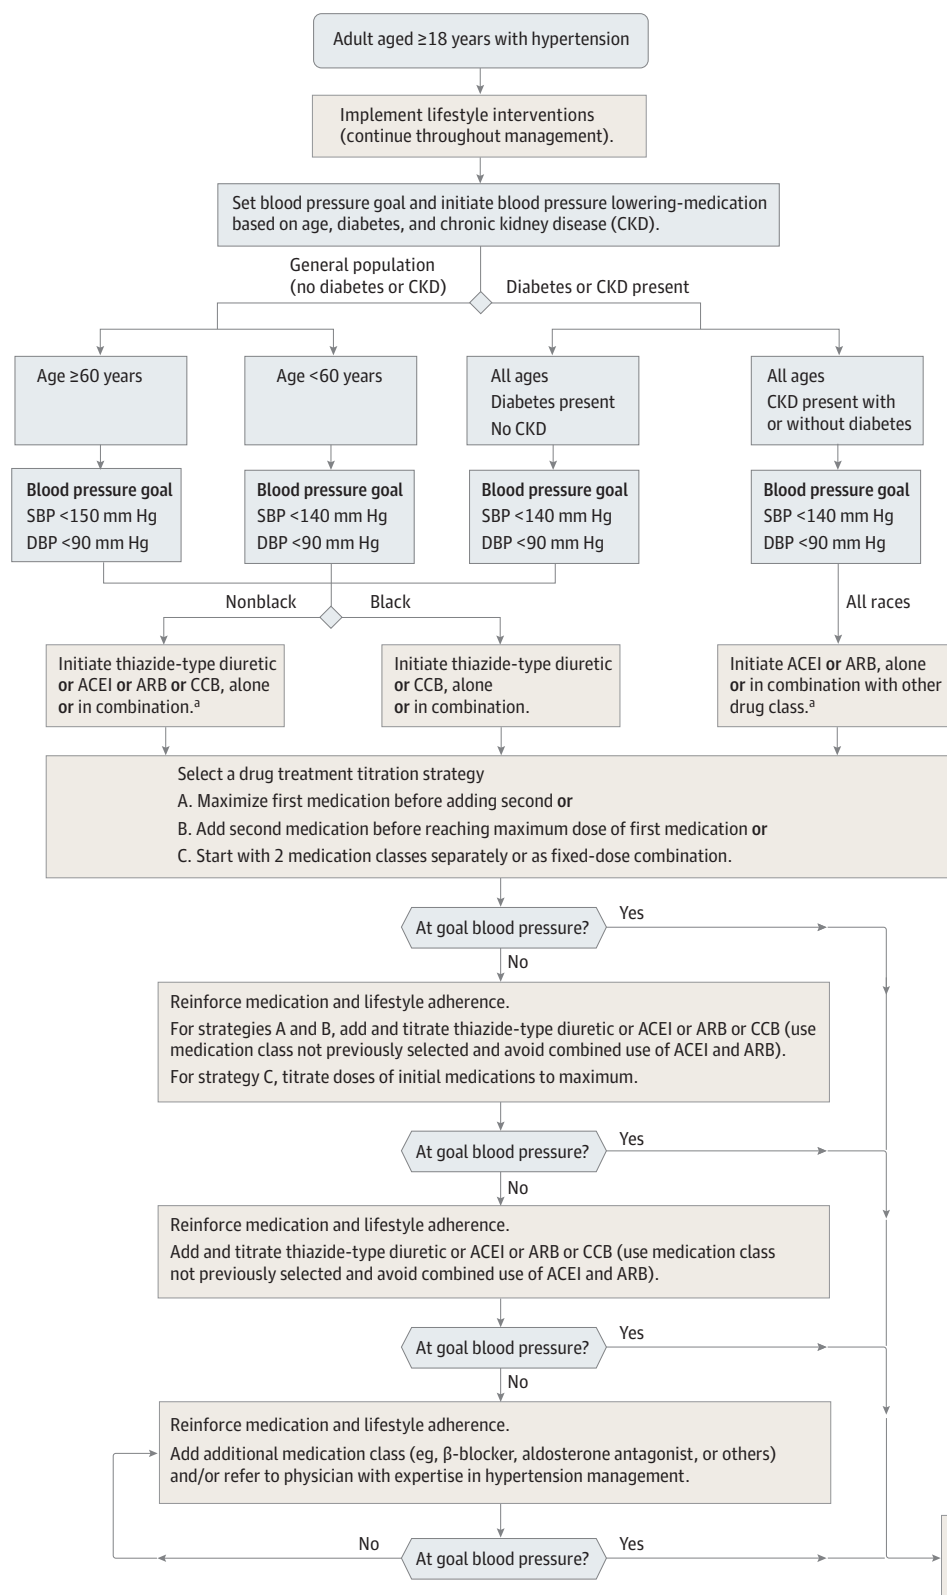 Adult aged ≥18 years with hypertension
Implement lifestyle interventions
(continue throughout management).
Set blood pressure goal and initiate blood pressure lowering-medication
based on age, diabetes, and chronic kidney disease (CKD).
General population
(no diabetes or CKD)
Diabetes or CKD present
Age ≥60 years
Age <60 years
All ages
Diabetes present
No CKD
All ages
CKD present with
or without diabetes
Blood pressure goal
SBP <150 mm Hg
DBP <90 mm Hg
Blood pressure goal
SBP <140 mm Hg
DBP <90 mm Hg
Blood pressure goal
SBP <140 mm Hg
DBP <90 mm Hg
Blood pressure goal
SBP <140 mm Hg
DBP <90 mm Hg
Nonblack
Black
All races
Initiate thiazide-type diuretic
or ACEI or ARB or CCB, alone
or in combination.ᵃ
Initiate thiazide-type diuretic
or CCB, alone
or in combination.
Initiate ACEI or ARB, alone
or in combination with other
drug class.ᵃ
Select a drug treatment titration strategy
A. Maximize first medication before adding second or
B. Add second medication before reaching maximum dose of first medication or
C. Start with 2 medication classes separately or as fixed-dose combination.
At goal blood pressure?
Yes
No
Reinforce medication and lifestyle adherence.
For strategies A and B, add and titrate thiazide-type diuretic or ACEI or ARB or CCB (use
medication class not previously selected and avoid combined use of ACEI and ARB).
For strategy C, titrate doses of initial medications to maximum.
At goal blood pressure?
Yes
No
Reinforce medication and lifestyle adherence.
Add and titrate thiazide-type diuretic or ACEI or ARB or CCB (use medication class
not previously selected and avoid combined use of ACEI and ARB).
At goal blood pressure?
Yes
No
Reinforce medication and lifestyle adherence.
Add additional medication class (eg, β-blocker, aldosterone antagonist, or others)
and/or refer to physician with expertise in hypertension management.
No
At goal blood pressure?
Yes